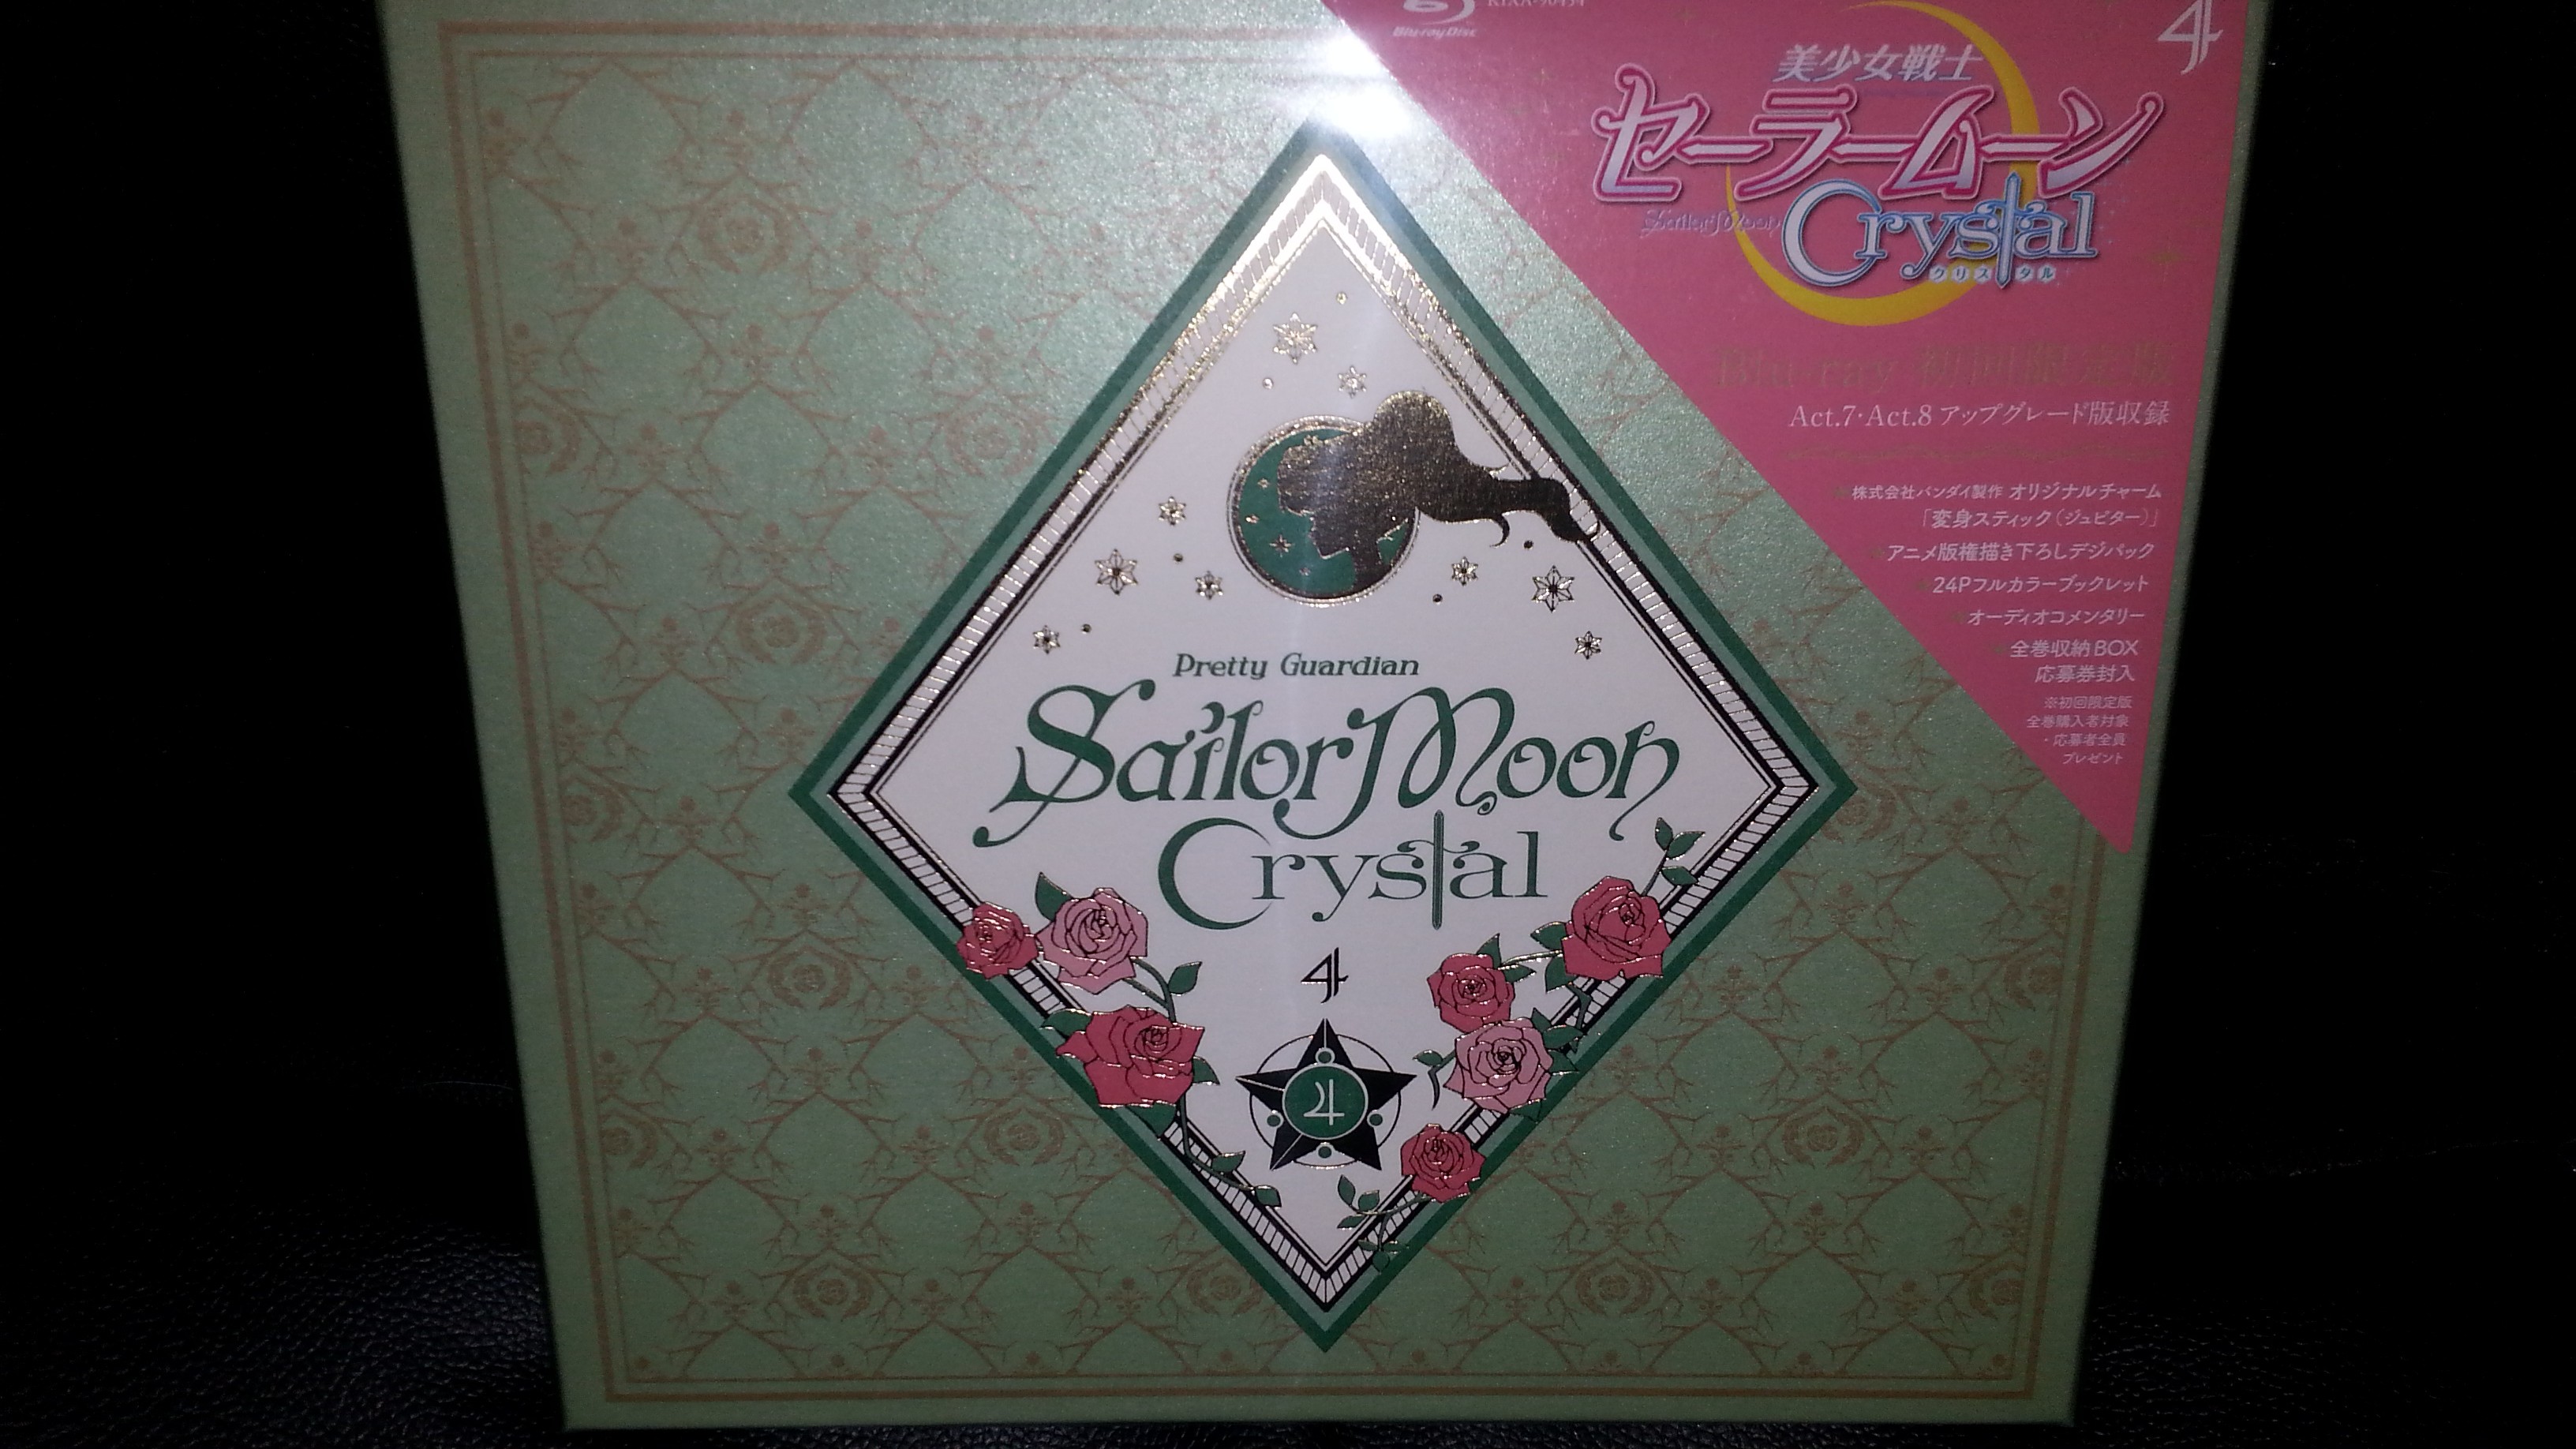 Blu-ray Disc
4
美少女戦士
セーラームーン
Sailor Moon
Crystal
クリスタル
Blu-ray 初回限定版
Act.7・Act.8 アップグレード版収録
株式会社バンダイ製作 オリジナルチャーム
「変身スティック(ジュピター)」
アニメ版権描き下ろしデジパック
24Pフルカラーブックレット
オーディオコメンタリー
全巻収納BOX
応募券封入
※初回限定版
全巻購入者対象
・応募者全員
プレゼント
Pretty Guardian
Sailor Moon
Crystal
4
♃